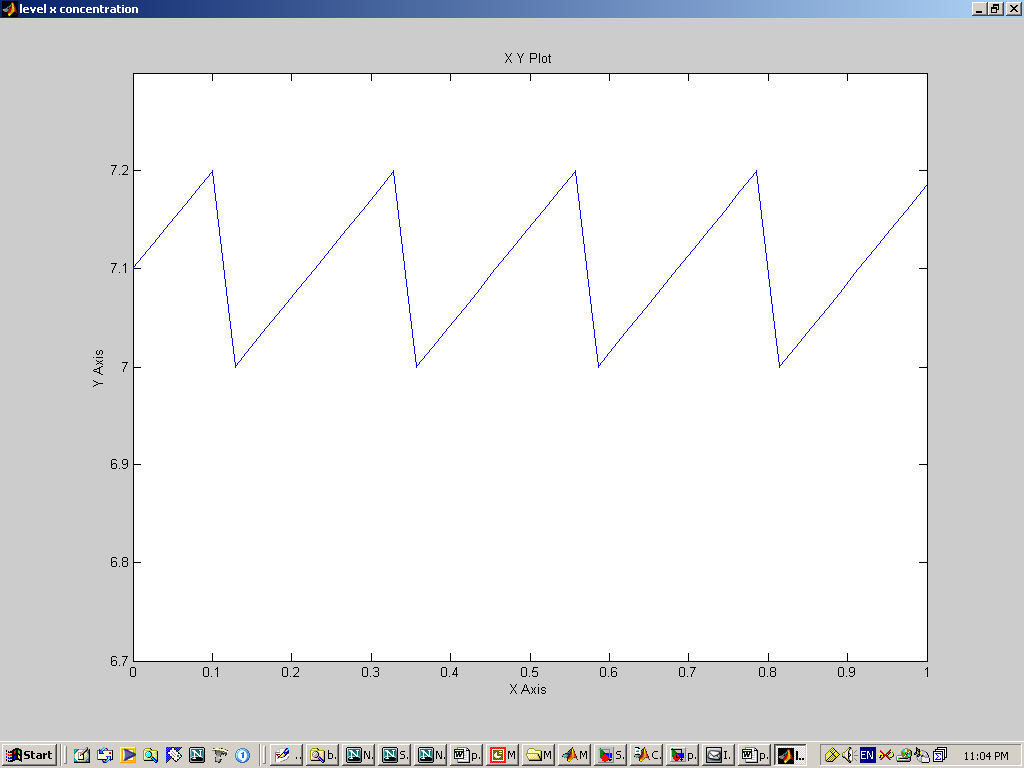 level x concentration
X Y Plot
7.2
7.1
7
6.9
6.8
6.7
Y Axis
0 0.1 0.2 0.3 0.4 0.5 0.6 0.7 0.8 0.9 1
X Axis
Start .. b. N. S. N. p. M M M S. C. p. I. p. I.. EN 11:04 PM